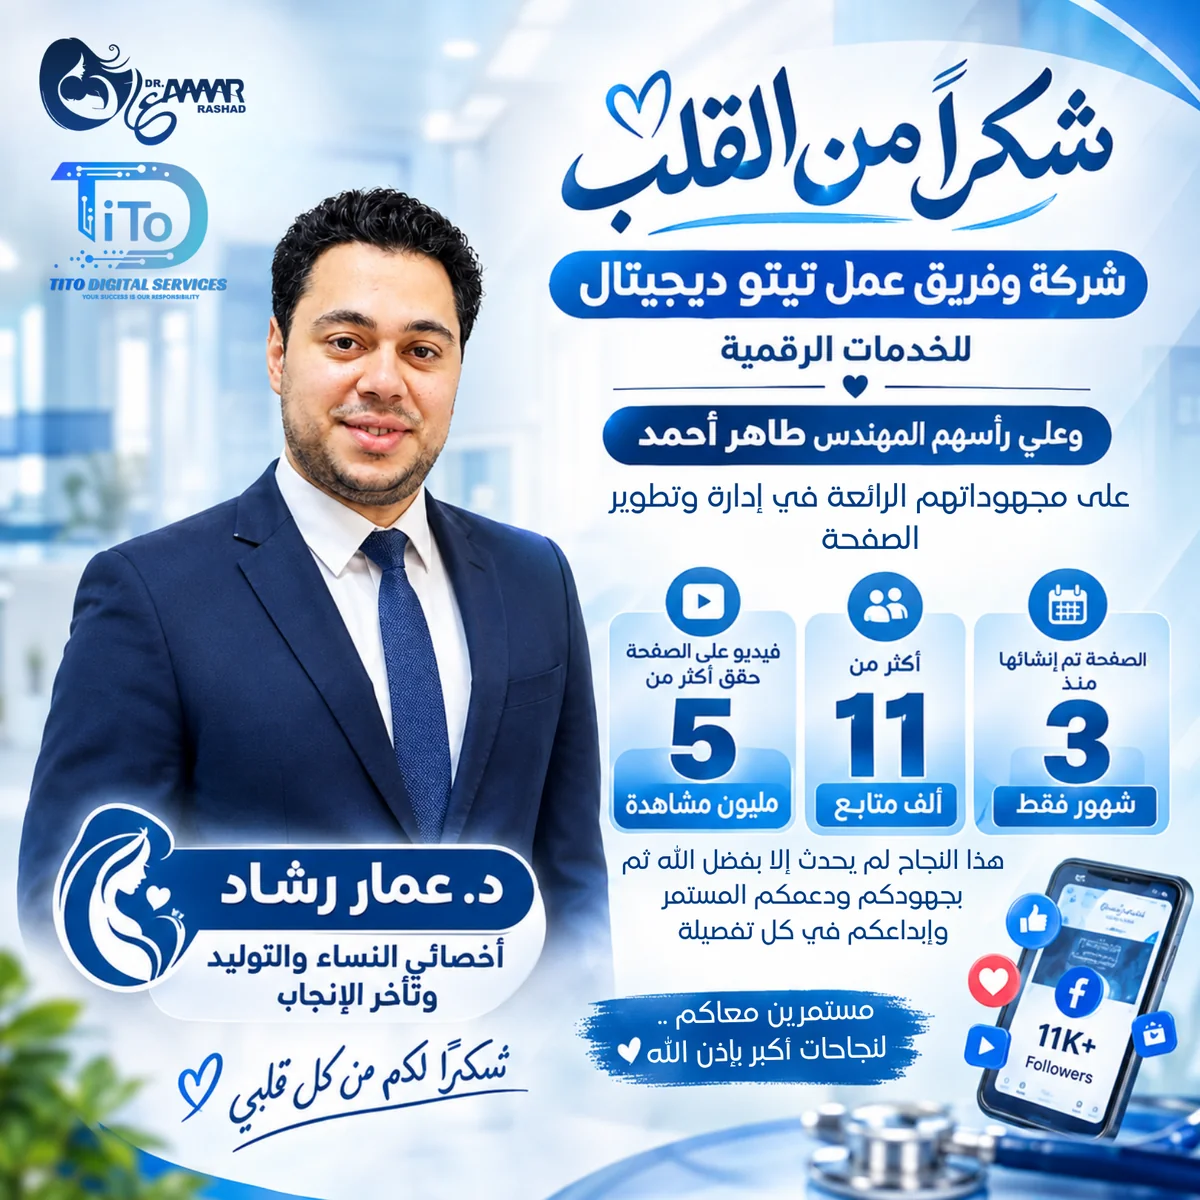 DR. AMMAR
RASHAD
TiTo
TITO DIGITAL SERVICES
YOUR SUCCESS IS OUR RESPONSIBILITY
شكراً من القلب
شركة وفريق عمل تيتو ديجيتال
للخدمات الرقمية
وعلي رأسهم المهندس طاهر أحمد
على مجهوداتهم الرائعة في إدارة وتطوير
الصفحة
الصفحة تم إنشائها
منذ
3
شهور فقط
أكثر من
11
ألف متابع
فيديو على الصفحة
حقق أكثر من
5
مليون مشاهدة
هذا النجاح لم يحدث إلا بفضل الله ثم
بجهودكم ودعمكم المستمر
وإبداعكم في كل تفصيلة
مستمرين معاكم ..
لنجاحات أكبر بإذن الله
د. عمار رشاد
أخصائي النساء والتوليد
وتأخر الإنجاب
شكرًا لكم من كل قلبي
11K+
Followers